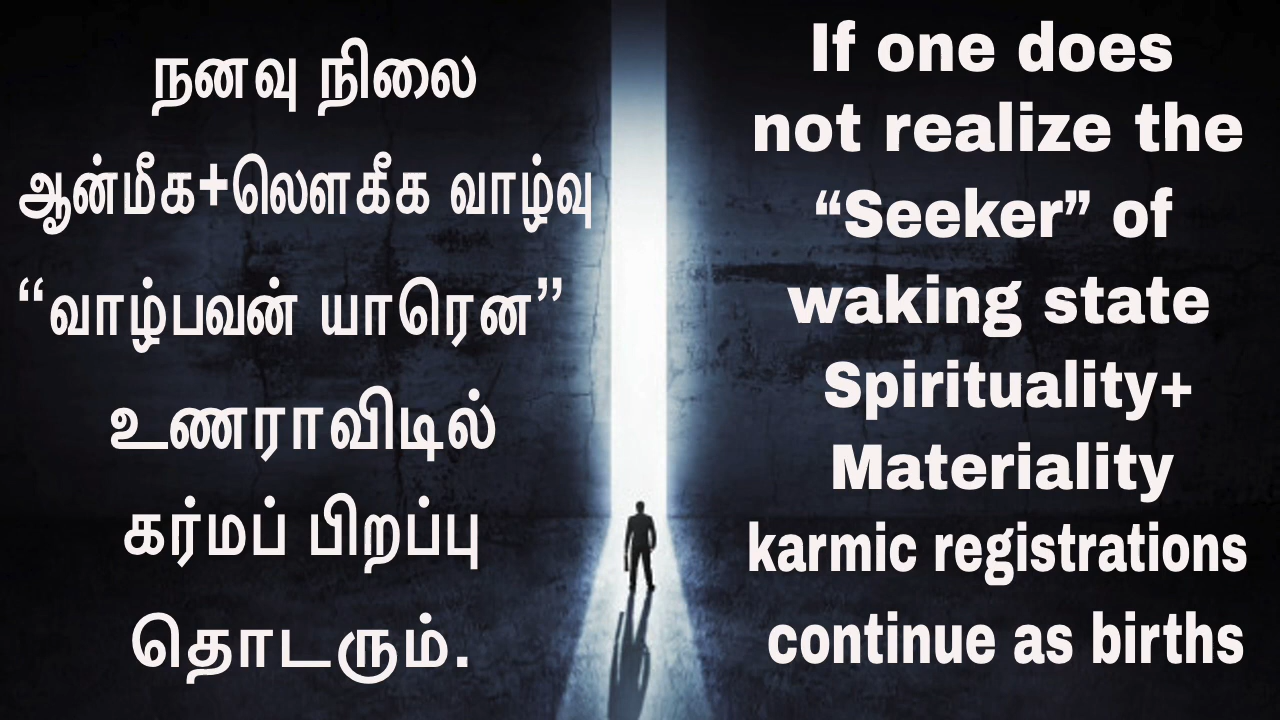 நனவு நிலை
ஆன்மீக+லௌகீக வாழ்வு
“வாழ்பவன் யாரென”
உணராவிடில்
கர்மப் பிறப்பு
தொடரும்.
If one does
not realize the
“Seeker” of
waking state
Spirituality+
Materiality
karmic registrations
continue as births